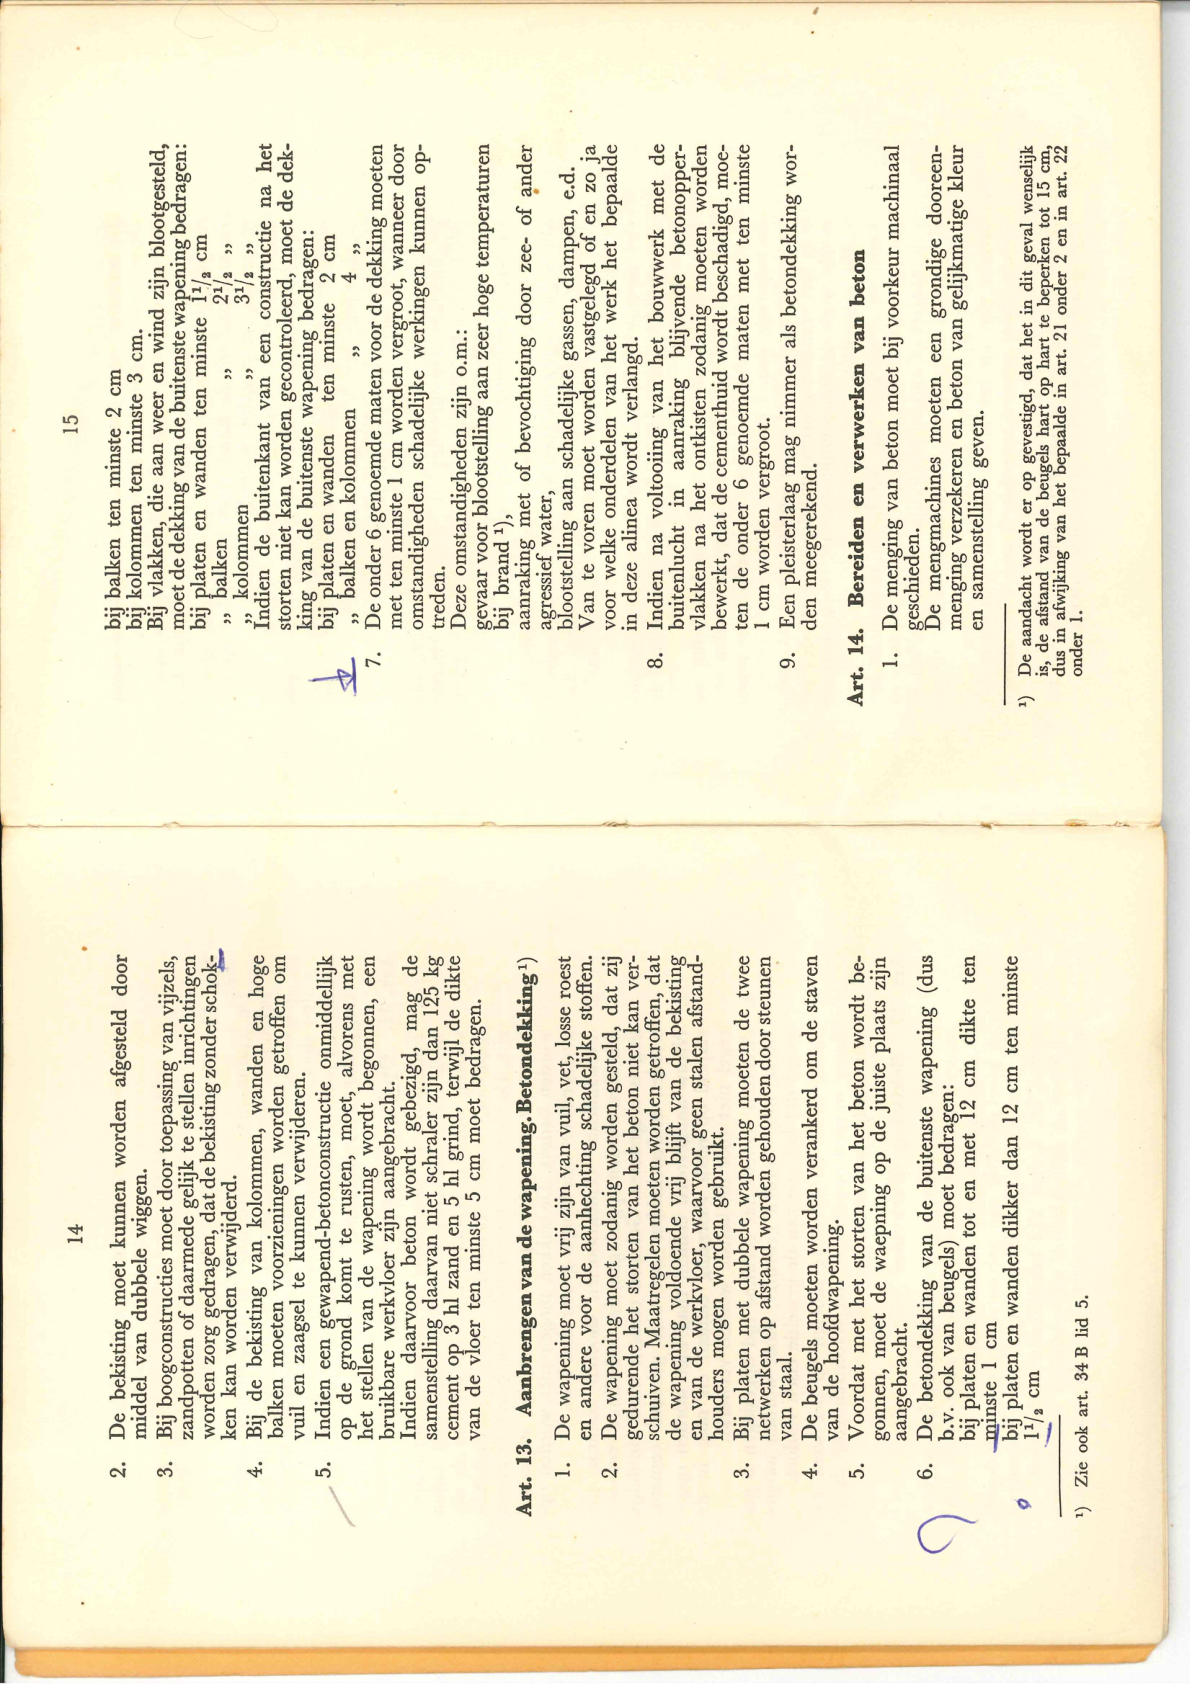 14
2. De bekisting moet kunnen worden afgesteld door
middel van dubbele wiggen.
3. Bij boogconstructies moet door toepassing van vijzels,
zandpotten of daarmede gelijk te stellen inrichtingen
worden zorg gedragen, dat de bekisting zonder schok-
ken kan worden verwijderd.
4. Bij de bekisting van kolommen, wanden en hoge
balken moeten voorzieningen worden getroffen om
vuil en zaagsel te kunnen verwijderen.
5. Indien een gewapend-betonconstructie onmiddellijk
op de grond komt te rusten, moet, alvorens met
het stellen van de wapening wordt begonnen, een
bruikbare werkvloer zijn aangebracht.
Indien daarvoor beton wordt gebezigd, mag de
samenstelling daarvan niet schraler zijn dan 125 kg
cement op 3 hl zand en 5 hl grind, terwijl de dikte
van de vloer ten minste 5 cm moet bedragen.
Art. 13. Aanbrengen van de wapening. Betondekking ¹)
1. De wapening moet vrij zijn van vuil, vet, losse roest
en andere voor de aanhechting schadelijke stoffen.
2. De wapening moet zodanig worden gesteld, dat zij
gedurende het storten van het beton niet kan ver-
schuiven. Maatregelen moeten worden getroffen, dat
de wapening voldoende vrij blijft van de bekisting
en van de werkvloer, waarvoor geen stalen afstand-
houders mogen worden gebruikt.
3. Bij platen met dubbele wapening moeten de twee
netwerken op afstand worden gehouden door steunen
van staal.
4. De beugels moeten worden verankerd om de staven
van de hoofdwapening.
5. Voordat met het storten van het beton wordt be-
gonnen, moet de waepning op de juiste plaats zijn
aangebracht.
6. De betondekking van de buitenste wapening (dus
b.v. ook van beugels) moet bedragen:
bij platen en wanden tot en met 12 cm dikte ten
minste 1 cm
bij platen en wanden dikker dan 12 cm ten minste
1¹/₂ cm
¹) Zie ook art. 34 B lid 5.
15
bij balken ten minste 2 cm
bij kolommen ten minste 3 cm.
Bij vlakken, die aan weer en wind zijn blootgesteld,
moet de dekking van de buitenste wapening bedragen:
bij platen en wanden ten minste 1¹/₂ cm
„ balken „ 2¹/₂ „
„ kolommen „ 3¹/₂ „
Indien de buitenkant van een constructie na het
storten niet kan worden gecontroleerd, moet de dek-
king van de buitenste wapening bedragen:
bij platen en wanden ten minste 2 cm
„ balken en kolommen „ 4 „
7. De onder 6 genoemde maten voor de dekking moeten
met ten minste 1 cm worden vergroot, wanneer door
omstandigheden schadelijke werkingen kunnen op-
treden.
Deze omstandigheden zijn o.m.:
gevaar voor blootstelling aan zeer hoge temperaturen
bij brand ¹),
aanraking met of bevochtiging door zee- of ander
agressief water,
blootstelling aan schadelijke gassen, dampen, e.d.
Van te voren moet worden vastgelegd of en zo ja
voor welke onderdelen van het werk het bepaalde
in deze alinea wordt verlangd.
8. Indien na voltooiing van het bouwwerk met de
buitenlucht in aanraking blijvende betonopper-
vlakken na het ontkisten zodanig moeten worden
bewerkt, dat de cementhuid wordt beschadigd, moe-
ten de onder 6 genoemde maten met ten minste
1 cm worden vergroot.
9. Een pleisterlaag mag nimmer als betondekking wor-
den meegerekend.
Art. 14. Bereiden en verwerken van beton
1. De menging van beton moet bij voorkeur machinaal
geschieden.
De mengmachines moeten een grondige dooreen-
menging verzekeren en beton van gelijkmatige kleur
en samenstelling geven.
¹) De aandacht wordt er op gevestigd, dat het in dit geval wenselijk
is, de afstand van de beugels hart op hart te beperken tot 15 cm,
dus in afwijking van het bepaalde in art. 21 onder 2 en in art. 22
onder 1.